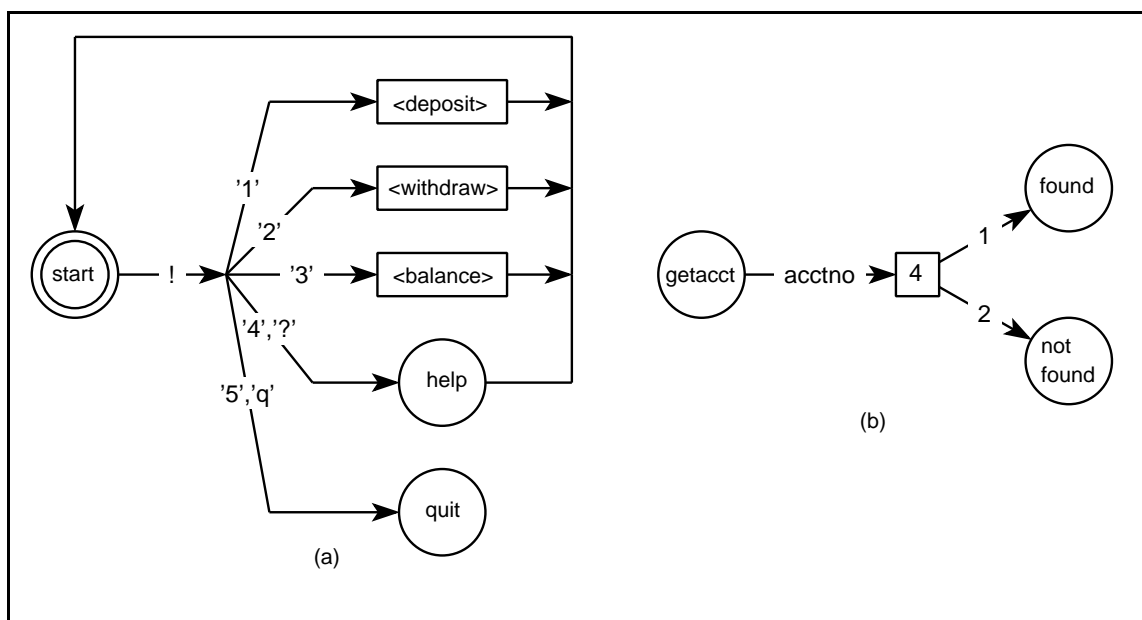 <deposit>
<withdraw>
’1’
found
’2’
1
start
!
’3’
<balance>
getacct
acctno
4
2
’4’,’?’
not
found
help
’5’,’q’
(b)
quit
(a)